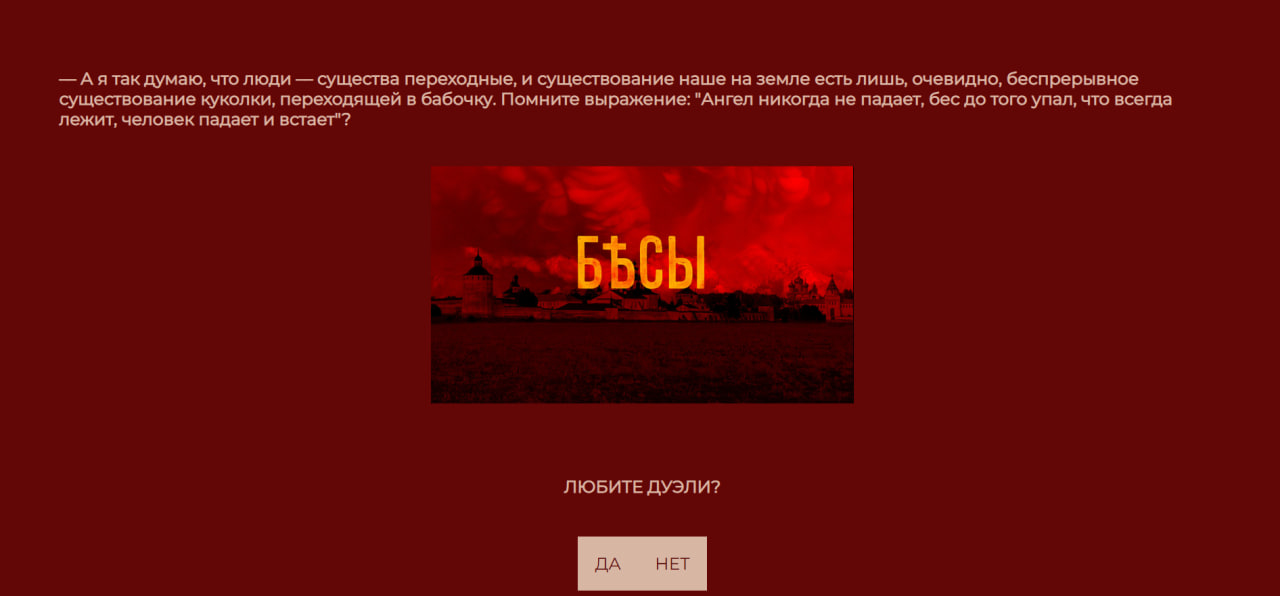 — А я так думаю, что люди — существа переходные, и существование наше на земле есть лишь, очевидно, беспрерывное
существование куколки, переходящей в бабочку. Помните выражение: "Ангел никогда не падает, бес до того упал, что всегда
лежит, человек падает и встает"?
БѢСЫ
ЛЮБИТЕ ДУЭЛИ?
ДА НЕТ